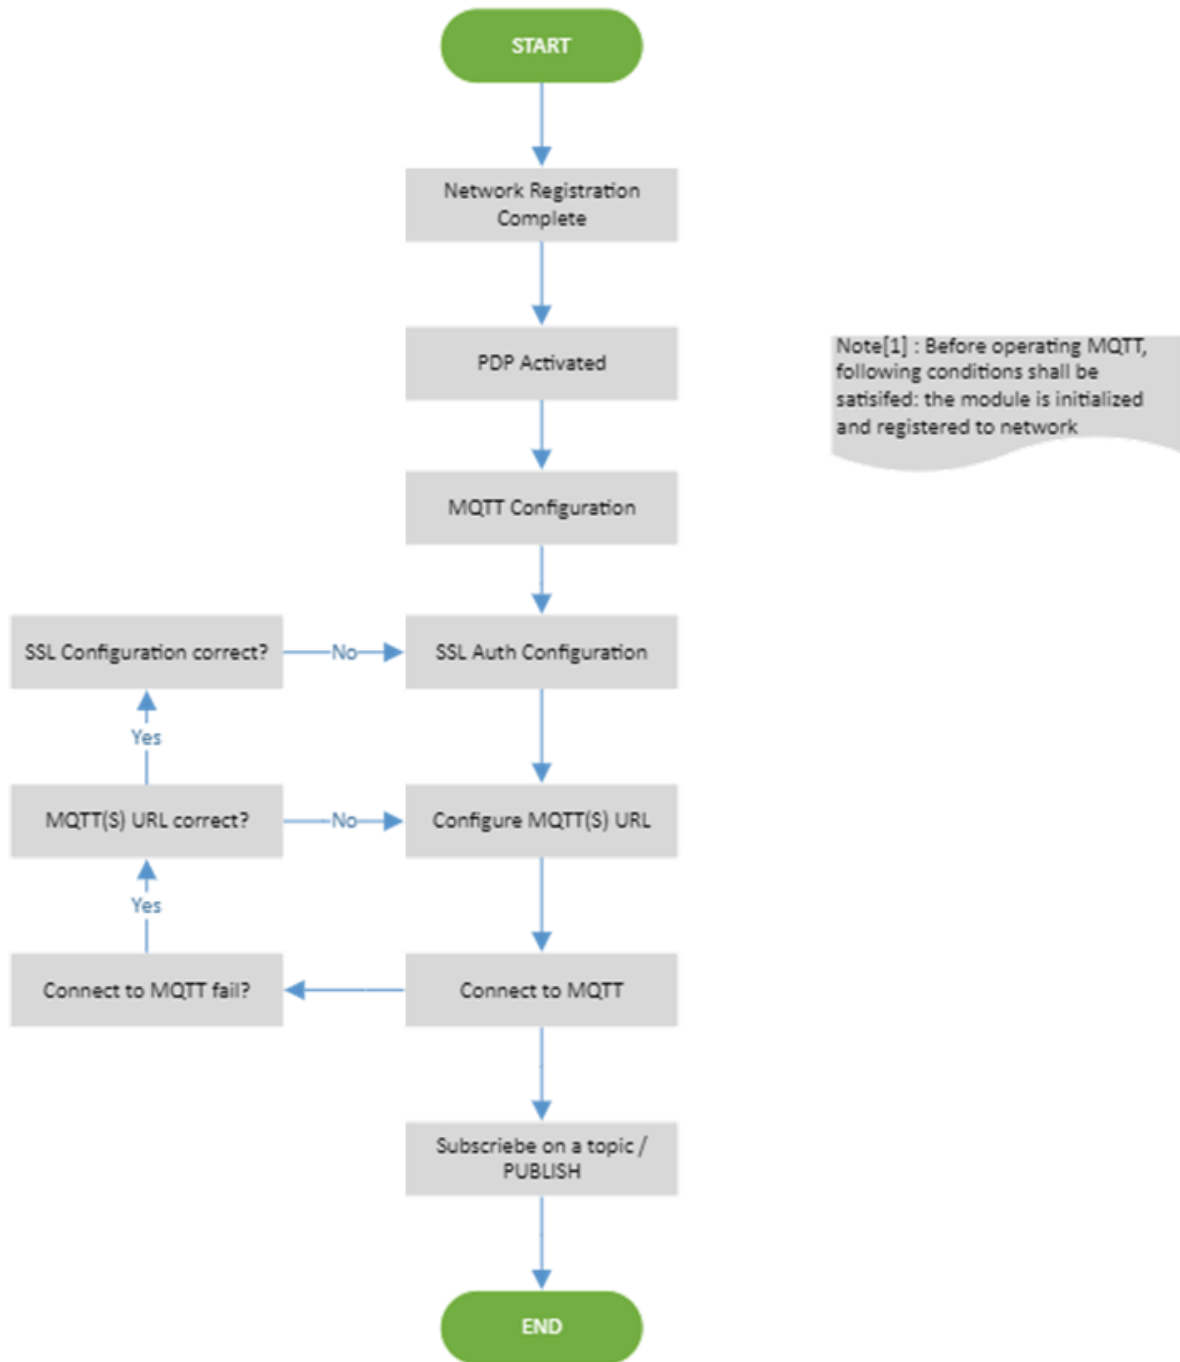 START
Network Registration
Complete
PDP Activated
Note[1] : Before operating MQTT,
following conditions shall be
satisifed: the module is initialized
and registered to network
MQTT Configuration
SSL Configuration correct?
No
SSL Auth Configuration
Yes
MQTT(S) URL correct?
No
Configure MQTT(S) URL
Yes
Connect to MQTT fail?
Connect to MQTT
Subscriebe on a topic /
PUBLISH
END